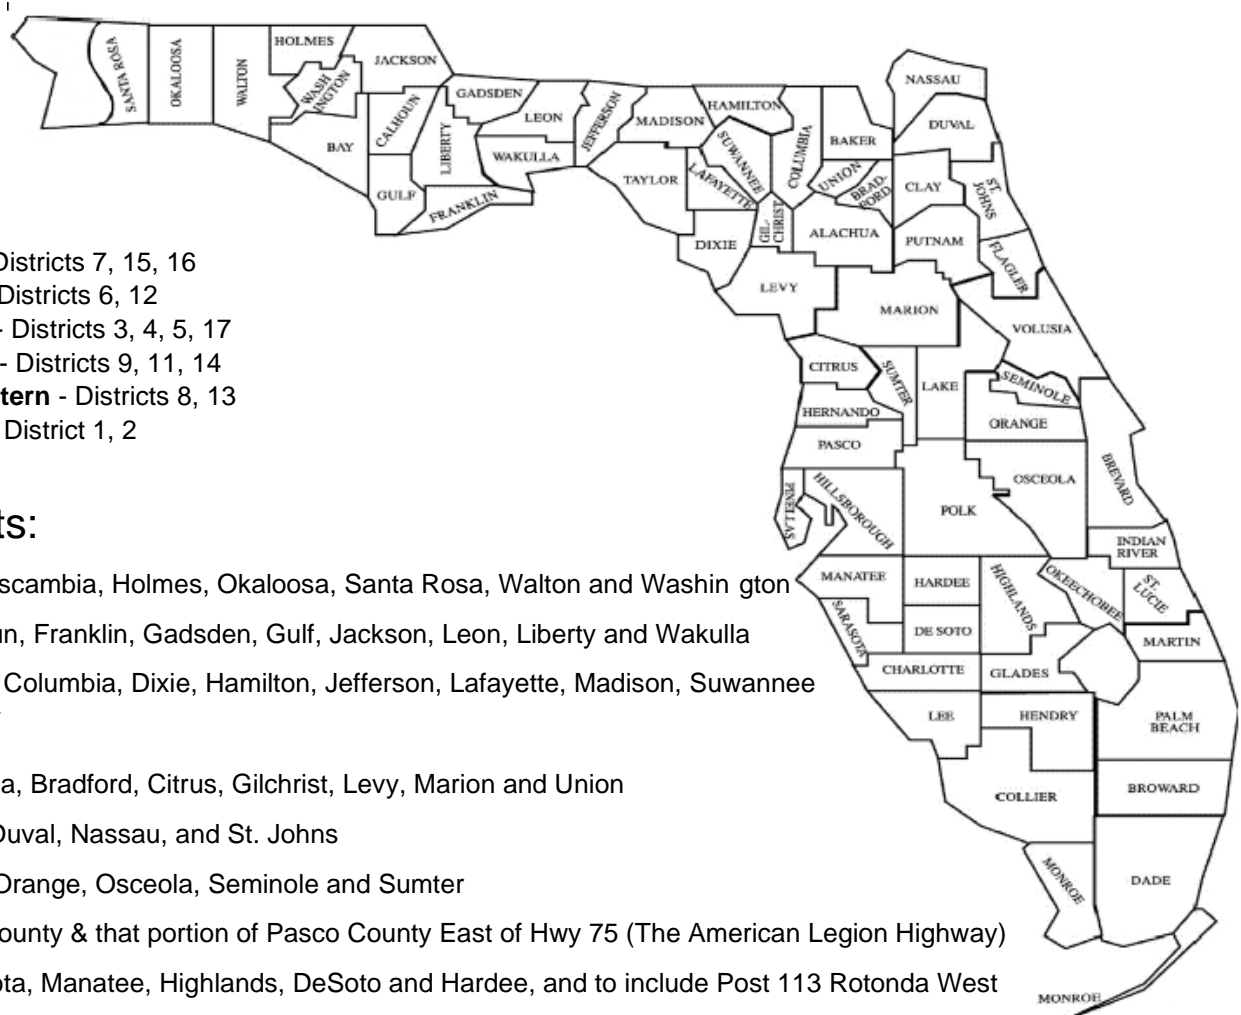 HOLMES
JACKSON
SANTA ROSA
OKALOOSA
WALTON
WASH
INGTON
NASSAU
GADSDEN
LEON
JEFFERSON
MADISON
HAMILTON
DUVAL
CALHOUN
LIBERTY
BAY
WAKULLA
SUWANNEE
COLUMBIA
BAKER
TAYLOR
LAFAYETTE
UNION
BRAD-
FORD
CLAY
ST.
JOHNS
GULF
FRANKLIN
GIL-
CHRIST
ALACHUA
PUTNAM
DIXIE
FLAGLER
LEVY
MARION
VOLUSIA
Districts 7, 15, 16
Districts 6, 12
- Districts 3, 4, 5, 17
- Districts 9, 11, 14
tern - Districts 8, 13
District 1, 2
CITRUS
SUMTER
LAKE
SEMINOLE
HERNANDO
ORANGE
PASCO
OSCEOLA
BREVARD
PINELLAS
HILLSBOROUGH
POLK
INDIAN
RIVER
MANATEE
HARDEE
HIGHLANDS
OKEECHOBEE
ST.
LUCIE
SARASOTA
DE SOTO
MARTIN
CHARLOTTE
GLADES
LEE
HENDRY
PALM
BEACH
COLLIER
BROWARD
MONROE
DADE
MONROE
ts:
scambia, Holmes, Okaloosa, Santa Rosa, Walton and Washin gton
un, Franklin, Gadsden, Gulf, Jackson, Leon, Liberty and Wakulla
Columbia, Dixie, Hamilton, Jefferson, Lafayette, Madison, Suwannee
a, Bradford, Citrus, Gilchrist, Levy, Marion and Union
Duval, Nassau, and St. Johns
Orange, Osceola, Seminole and Sumter
ounty & that portion of Pasco County East of Hwy 75 (The American Legion Highway)
ota, Manatee, Highlands, DeSoto and Hardee, and to include Post 113 Rotonda West